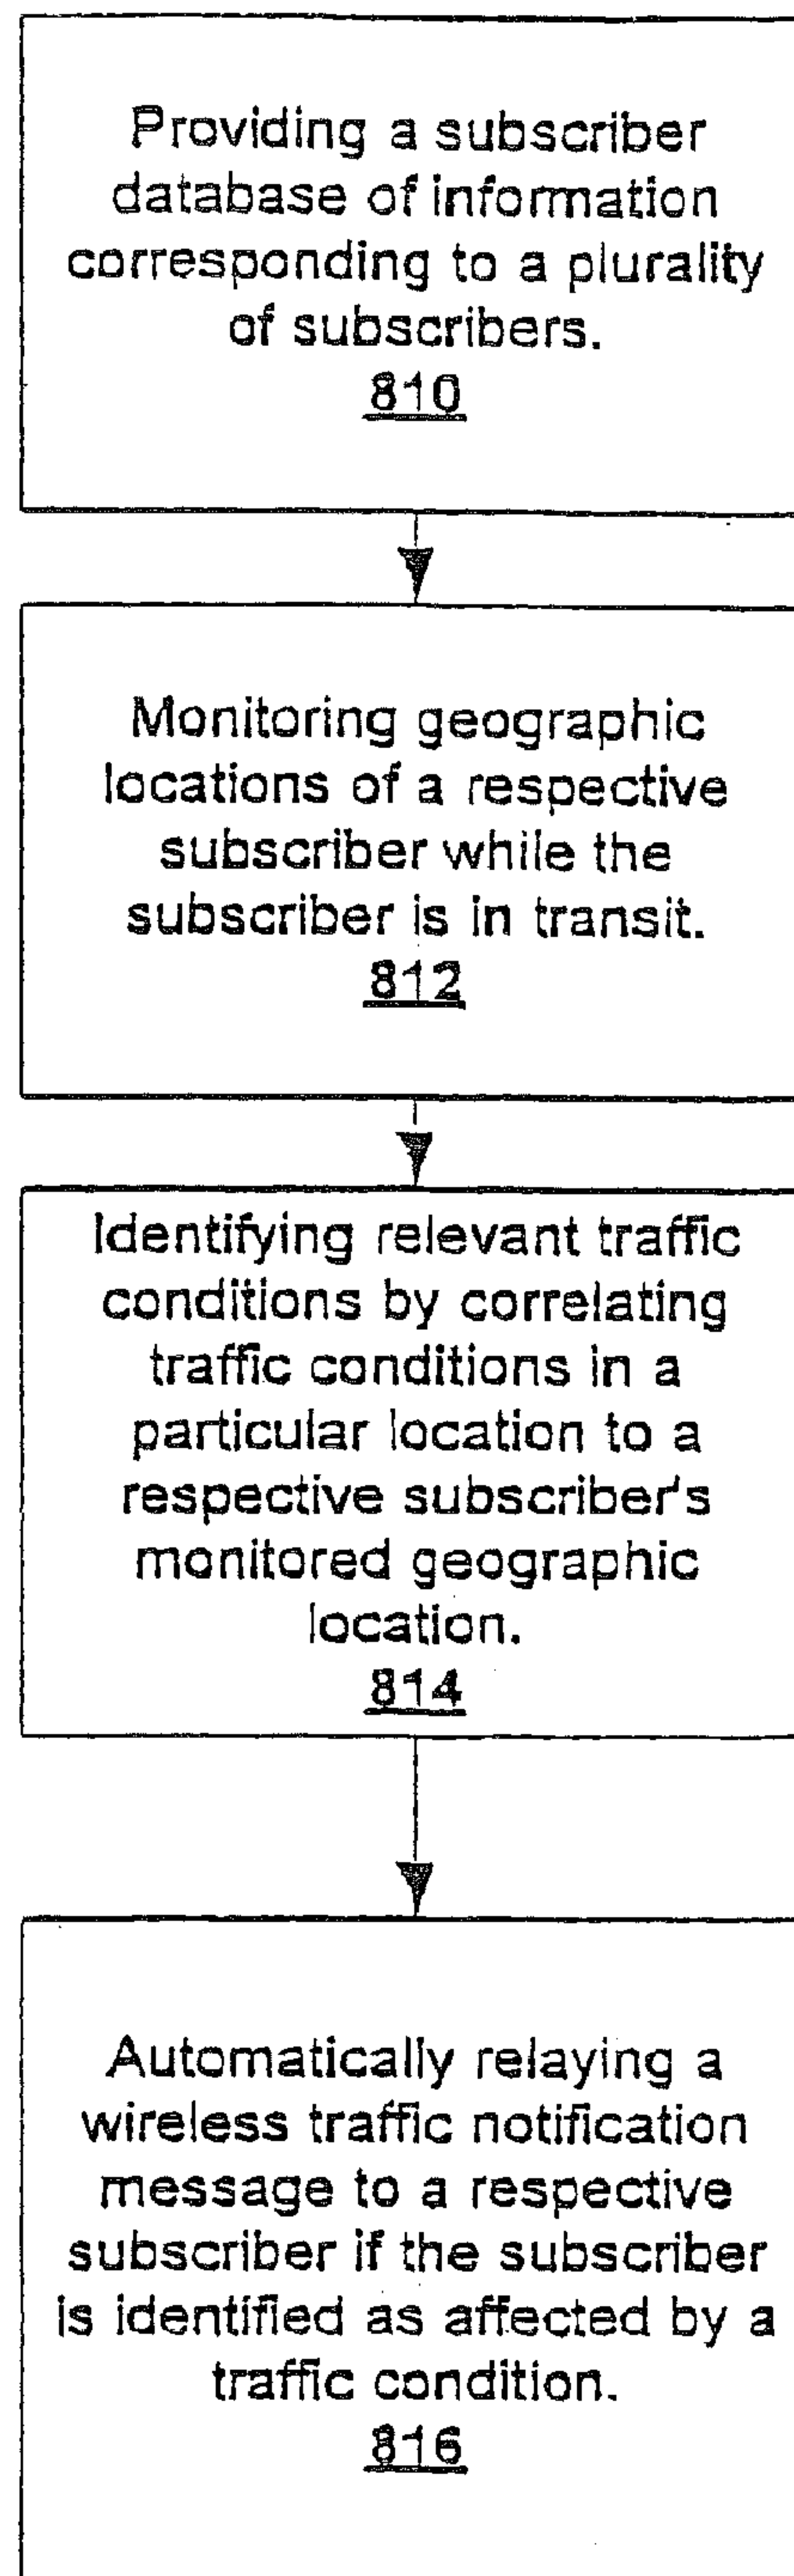 Providing a subscriber
database of information
corresponding to a plurality
of subscribers.
810
Monitoring geographic
locations of a respective
subscriber while the
subscriber is in transit.
812
Identifying relevant traffic
conditions by correlating
traffic conditions in a
particular location to a
respective subscriber's
monitored geographic
location.
814
Automatically relaying a
wireless traffic notification
message to a respective
subscriber if the subscriber
is identified as affected by a
traffic condition.
816